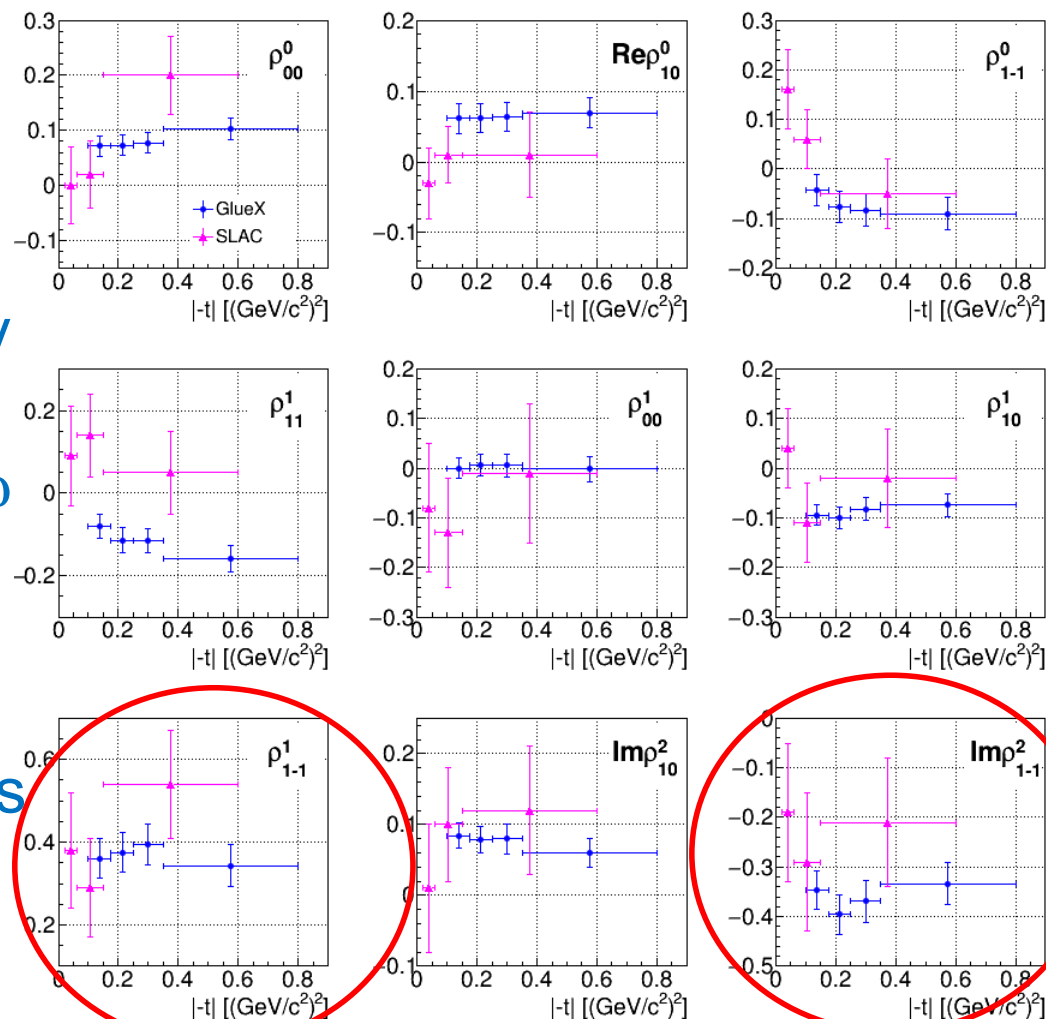 0.3
0.2
0.1
0
−0.1
ρ⁰₀₀
GlueX
SLAC
0 0.2 0.4 0.6 0.8
|-t| [(GeV/c²)²]
0.2
0.1
0
−0.1
Reρ⁰₁₀
0 0.2 0.4 0.6 0.8
|-t| [(GeV/c²)²]
0.3
0.2
0.1
0
−0.1
−0.2
ρ⁰₁₋₁
0 0.2 0.4 0.6 0.8
|-t| [(GeV/c²)²]
0.2
0
−0.2
ρ¹₁₁
0 0.2 0.4 0.6 0.8
|-t| [(GeV/c²)²]
0.2
0.1
0
−0.1
−0.2
−0.3
ρ¹₀₀
0 0.2 0.4 0.6 0.8
|-t| [(GeV/c²)²]
0.2
0.1
0
−0.1
−0.2
−0.3
ρ¹₁₀
0 0.2 0.4 0.6 0.8
|-t| [(GeV/c²)²]
0.6
0.4
0.2
ρ¹₁₋₁
0 0.2 0.4 0.6 0.8
|-t| [(GeV/c²)²]
0.2
0.1
0
−0.1
Imρ²₁₀
0 0.2 0.4 0.6 0.8
|-t| [(GeV/c²)²]
0
−0.1
−0.2
−0.3
−0.4
−0.5
Imρ²₁₋₁
0 0.2 0.4 0.6 0.8
|-t| [(GeV/c²)²]